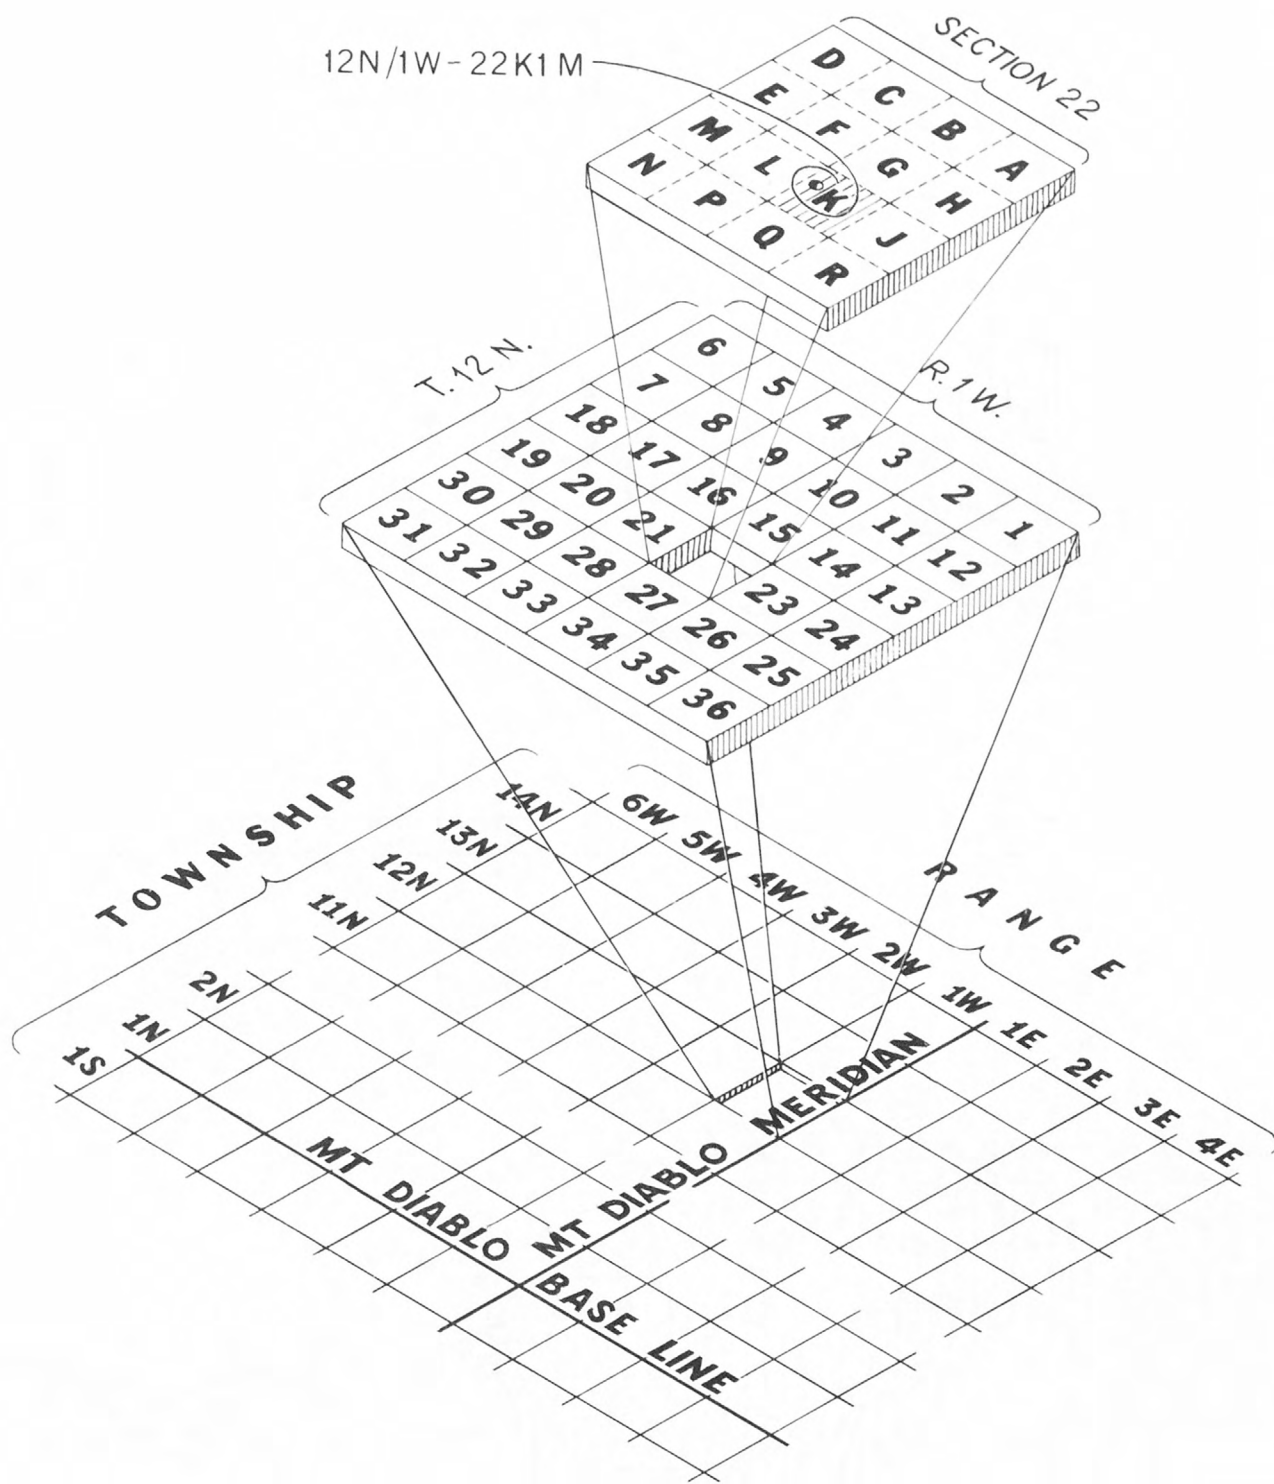 12N/1W-22K1M
SECTION 22
D C B A
E F G H
M L K J
N P Q R
T.12 N.
R.1W.
6 5 4 3 2 1
7 8 9 10 11 12
18 17 16 15 14 13
19 20 21 23 24
30 29 28 27 26 25
31 32 33 34 35 36
TOWNSHIP
14N
13N
12N
11N
2N
1N
1S
RANGE
6W 5W 4W 3W 2W 1W 1E 2E 3E 4E
MT DIABLO MERIDIAN
MT DIABLO BASE LINE